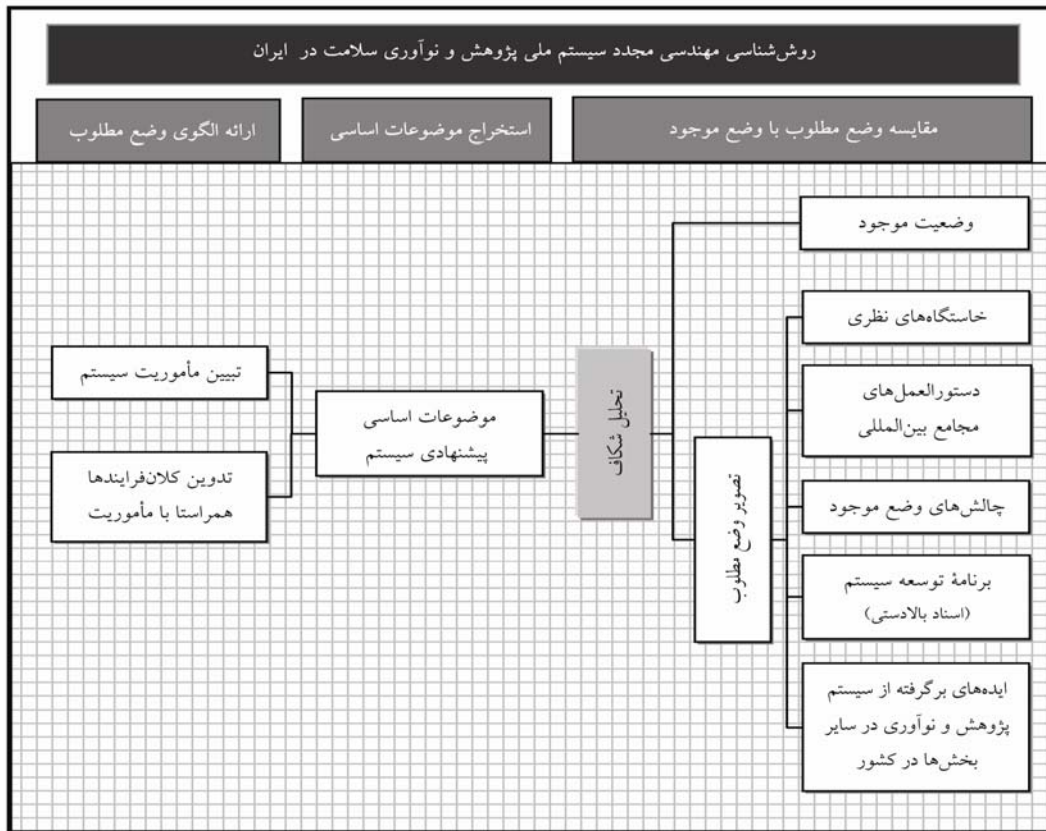 روش‌شناسی مهندسی مجدد سیستم ملی پژوهش و نوآوری سلامت در ایران
مقایسه وضع مطلوب با وضع موجود
استخراج موضوعات اساسی
ارائه الگوی وضع مطلوب
وضعیت موجود
خاستگاه‌های نظری
دستورالعمل‌های
مجامع بین‌المللی
چالش‌های وضع موجود
برنامۀ توسعه سیستم
(اسناد بالادستی)
ایده‌های برگرفته از سیستم
پژوهش و نوآوری در سایر
بخش‌ها در کشور
تصویر وضع مطلوب
تحلیل شکاف
موضوعات اساسی
پیشنهادی سیستم
تبیین مأموریت سیستم
تدوین کلان‌فرایندها
همراستا با مأموریت